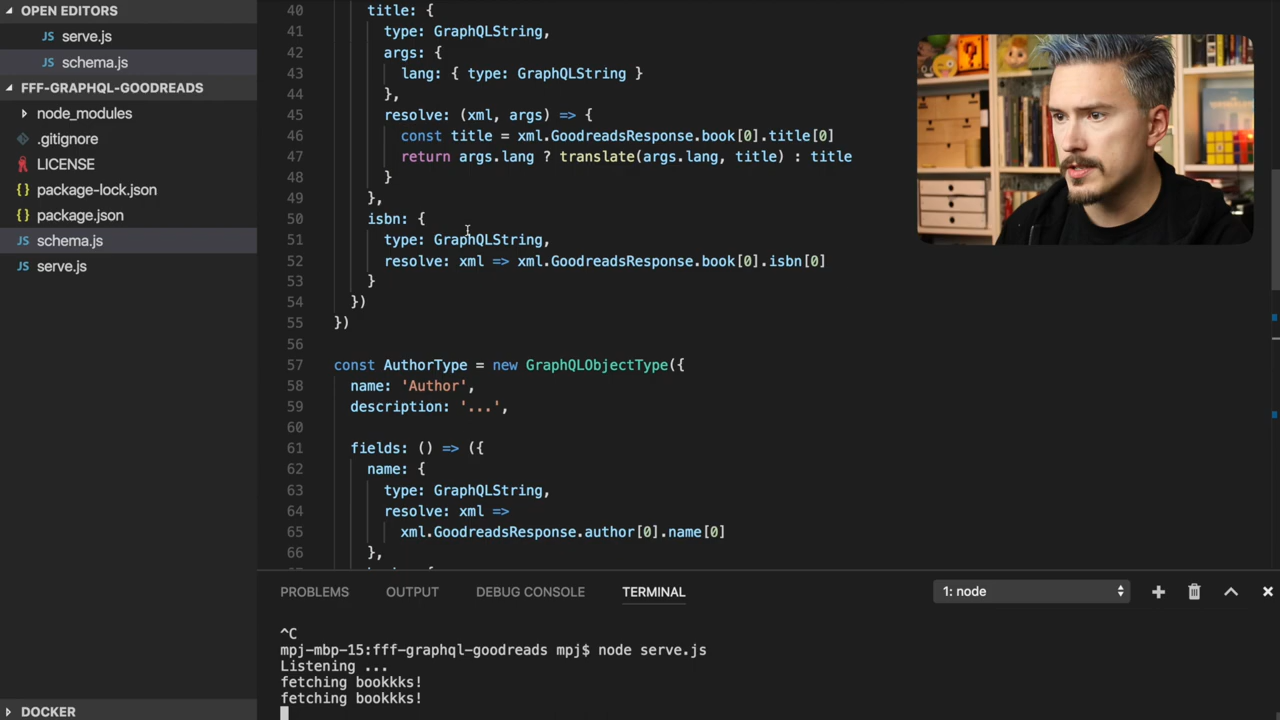 OPEN EDITORS
JS serve.js
JS schema.js
FFF-GRAPHQL-GOODREADS
node_modules
.gitignore
LICENSE
{} package-lock.json
{} package.json
JS schema.js
JS serve.js
DOCKER
40 title: {
41 type: GraphQLString,
42 args: {
43 lang: { type: GraphQLString }
44 },
45 resolve: (xml, args) => {
46 const title = xml.GoodreadsResponse.book[0].title[0]
47 return args.lang ? translate(args.lang, title) : title
48 }
49 },
50 isbn: {
51 type: GraphQLString,
52 resolve: xml => xml.GoodreadsResponse.book[0].isbn[0]
53 }
54 })
55 })
56
57 const AuthorType = new GraphQLObjectType({
58 name: 'Author',
59 description: '...',
60
61 fields: () => ({
62 name: {
63 type: GraphQLString,
64 resolve: xml =>
65 xml.GoodreadsResponse.author[0].name[0]
66 },
PROBLEMS OUTPUT DEBUG CONSOLE TERMINAL 1: node
^C
mpj-mbp-15:fff-graphql-goodreads mpj$ node serve.js
Listening ...
fetching bookkks!
fetching bookkks!